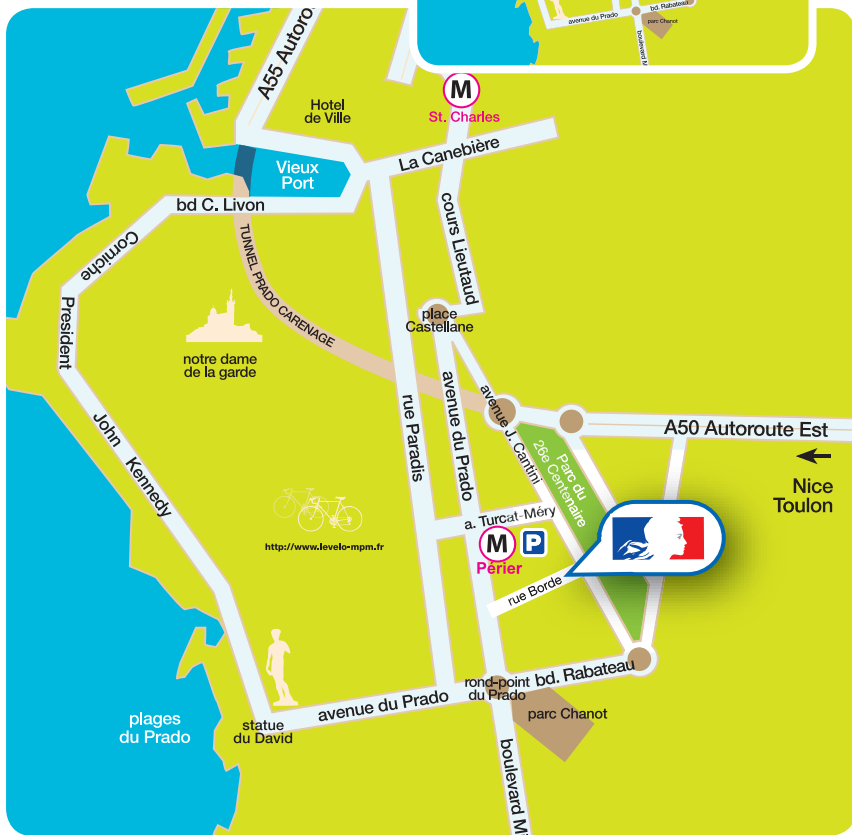 avenue du Prado
bd. Rabateau
parc Chanot
boulevard M
A55 Autoro
Hotel
de Ville
M
St. Charles
La Canebière
Vieux
Port
bd C. Livon
cours Lieutaud
Corniche
TUNNEL PRADO CARENAGE
President
place
Castellane
notre dame
de la garde
rue Paradis
avenue du Prado
avenue J. Cantini
A50 Autoroute Est
Parc du
26e Centenaire
Nice
Toulon
John Kennedy
a. Turcat-Méry
http://www.levelo-mpm.fr
M
P
Périer
rue Borde
rond-point
du Prado
bd. Rabateau
avenue du Prado
parc Chanot
plages
du Prado
statue
du David
boulevard Mi